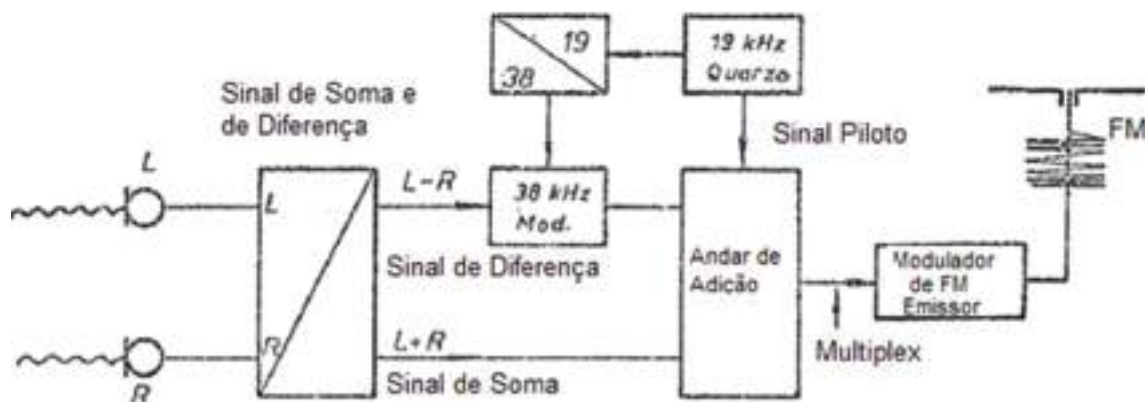 19
38
19 kHz
Quarzo
Sinal de Soma e
de Diferença
Sinal Piloto
FM
L
L
L-R
38 kHz
Mod.
Sinal de Diferença
Andar de
Adição
Modulador
de FM
Emissor
R
L+R
Multiplex
R
Sinal de Soma